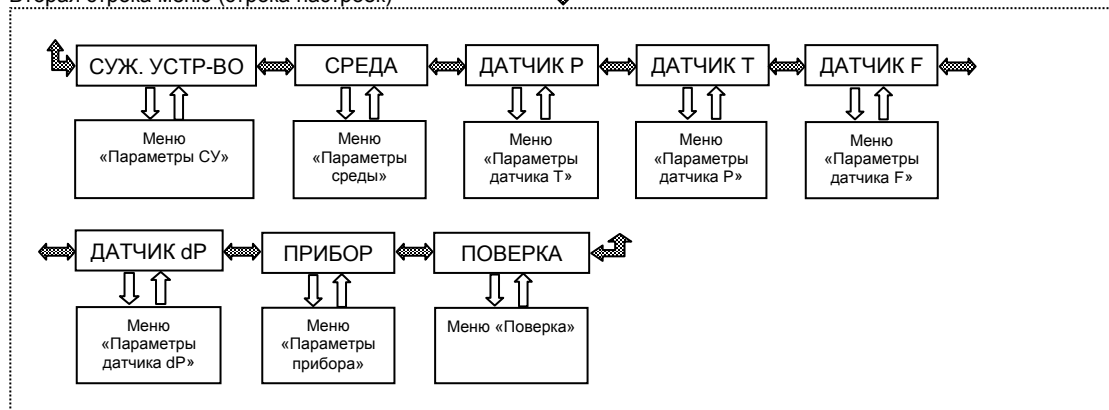 Вторая строка меню (строка настроек)
СУЖ. УСТР-ВО
СРЕДА
ДАТЧИК P
ДАТЧИК T
ДАТЧИК F
Меню
«Параметры СУ»
Меню
«Параметры
среды»
Меню
«Параметры
датчика T»
Меню
«Параметры
датчика P»
Меню
«Параметры
датчика F»
ДАТЧИК dP
ПРИБОР
ПОВЕРКА
Меню
«Параметры
датчика dP»
Меню
«Параметры
прибора»
Меню «Поверка»